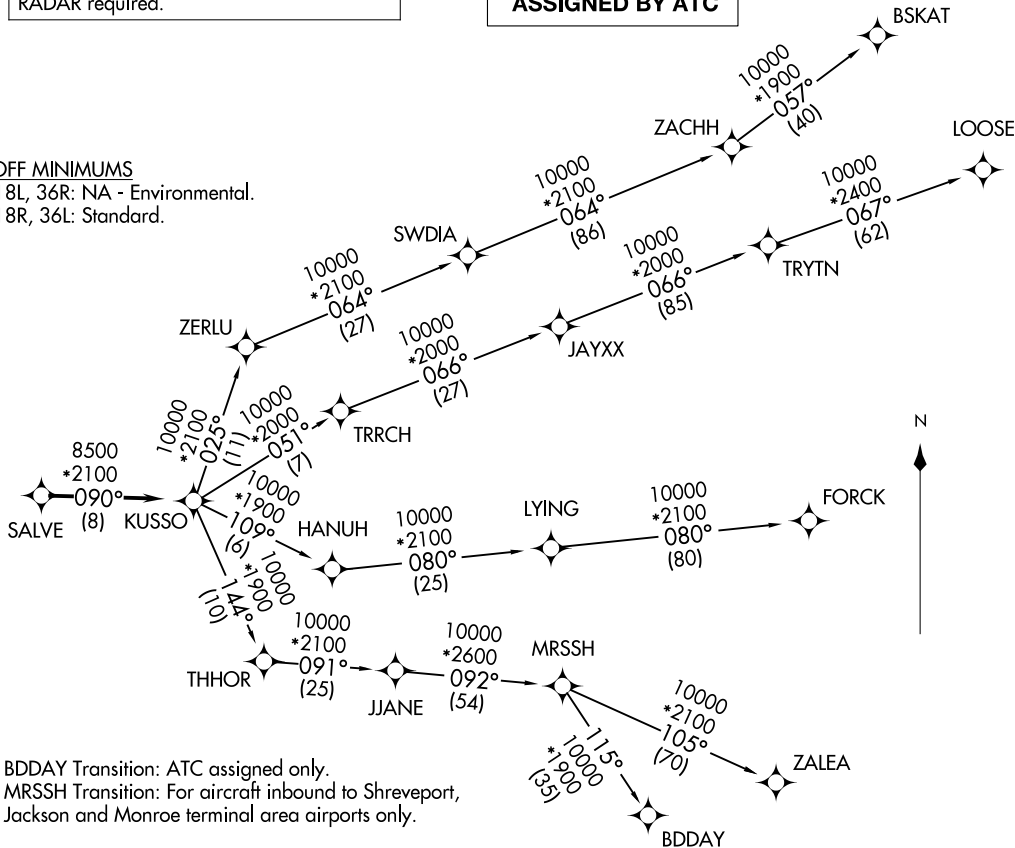 RADAR required.
ASSIGNED BY ATC
BSKAT
10000
*1900
057°
(40)
ZACHH
LOOSE
OFF MINIMUMS
8L, 36R: NA - Environmental.
8R, 36L: Standard.
10000
*2100
064°
(86)
10000
*2400
067°
(62)
SWDIA
10000
*2100
064°
(27)
10000
*2000
066°
(85)
TRYTN
ZERLU
10000
*2000
066°
(27)
JAYXX
10000
*2100
025°
(11)
10000
*2000
051°
(7)
TRRCH
N
8500
*2100
090°
(8)
SALVE
KUSSO
10000
*1900
109°
(6)
HANUH
10000
*2100
080°
(25)
LYING
10000
*2100
080°
(80)
FORCK
10000
*1900
144°
(10)
THHOR
10000
*2100
091°
(25)
JJANE
10000
*2600
092°
(54)
MRSSH
10000
*2100
105°
(70)
ZALEA
115°
10000
*1900
(35)
BDDAY
BDDAY Transition: ATC assigned only.
MRSSH Transition: For aircraft inbound to Shreveport,
Jackson and Monroe terminal area airports only.